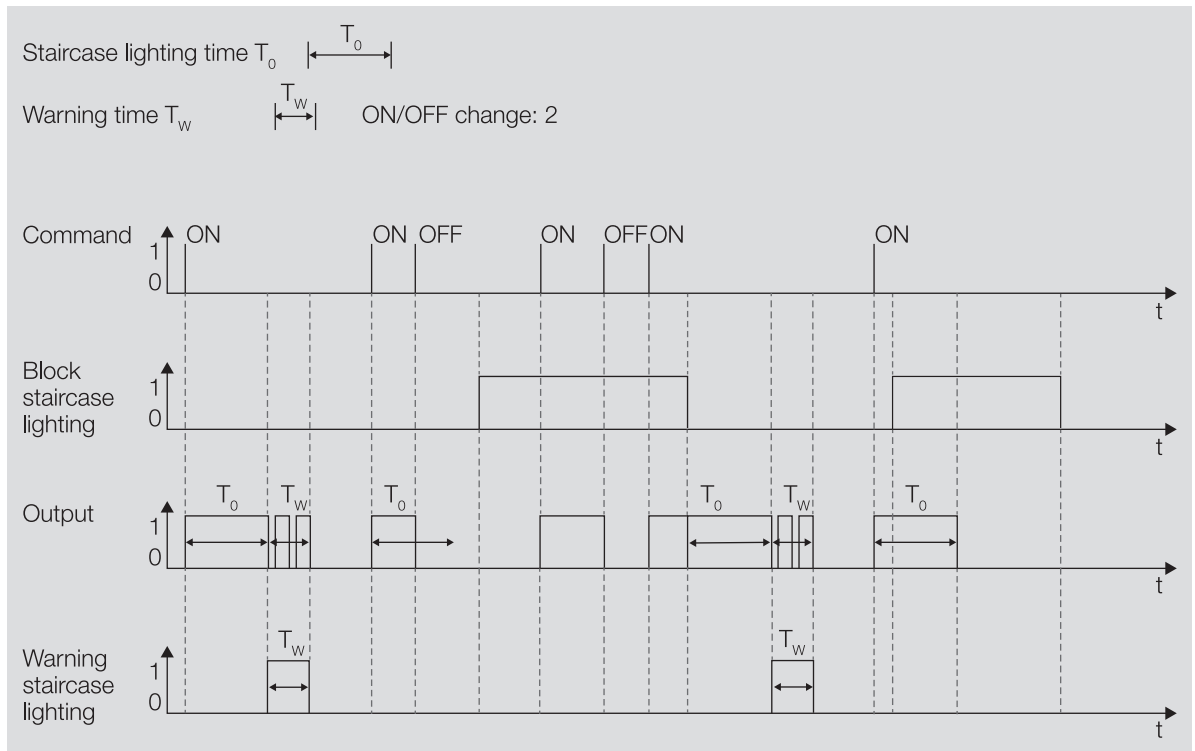 Staircase lighting time T0 T0
Warning time TW TW ON/OFF change: 2
Command 1 ON ON OFF ON OFF ON ON
0
t
Block
staircase
lighting
1
0
t
T0 TW T0 T0 TW T0
Output
1
0
t
TW TW
Warning
staircase
lighting
1
0
t